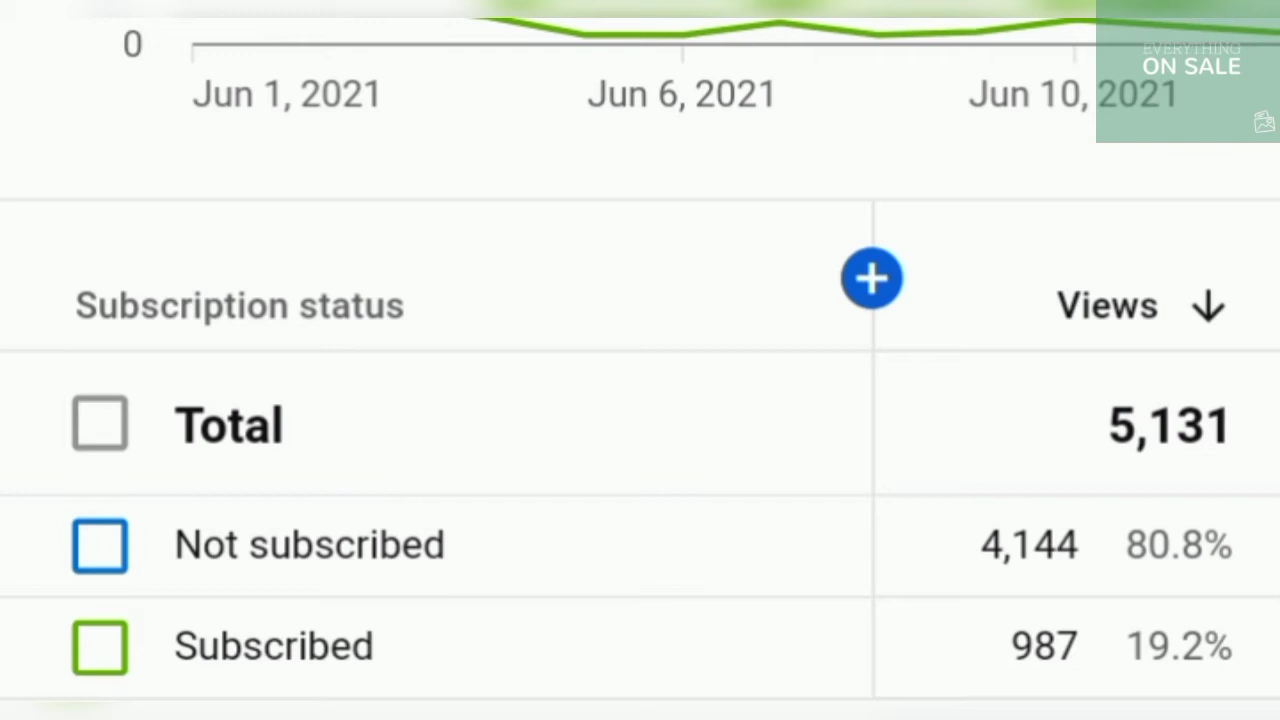 0
Jun 1, 2021 Jun 6, 2021 Jun 10, 2021
EVERYTHING
ON SALE
Subscription status Views
Total 5,131
Not subscribed 4,144 80.8%
Subscribed 987 19.2%